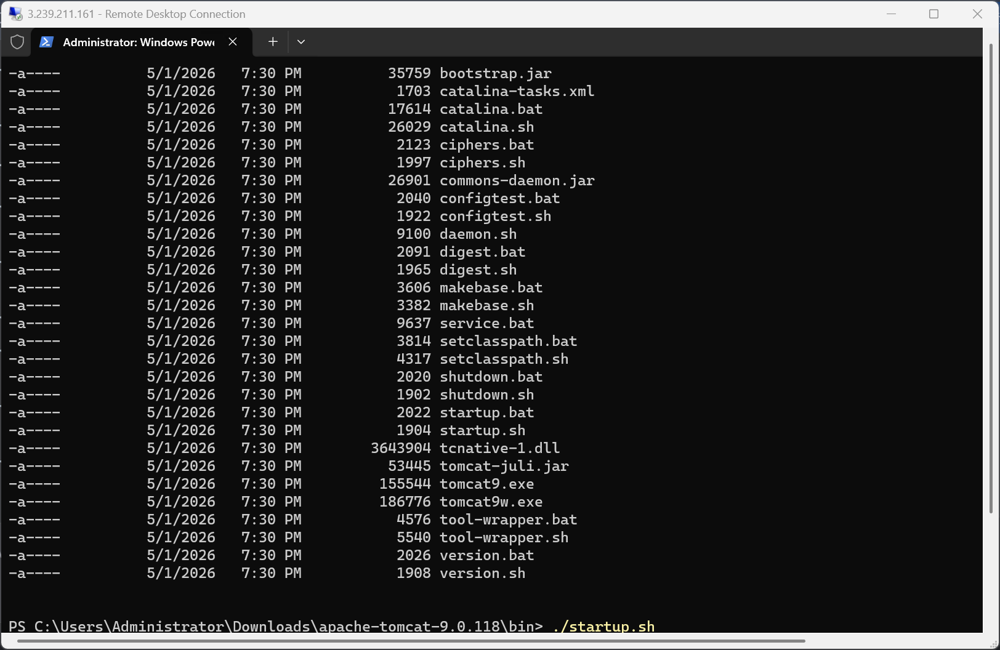 3.239.211.161 - Remote Desktop Connection
Administrator: Windows Powe
-a---- 5/1/2026 7:30 PM 35759 bootstrap.jar
-a---- 5/1/2026 7:30 PM 1703 catalina-tasks.xml
-a---- 5/1/2026 7:30 PM 17614 catalina.bat
-a---- 5/1/2026 7:30 PM 26029 catalina.sh
-a---- 5/1/2026 7:30 PM 2123 ciphers.bat
-a---- 5/1/2026 7:30 PM 1997 ciphers.sh
-a---- 5/1/2026 7:30 PM 26901 commons-daemon.jar
-a---- 5/1/2026 7:30 PM 2040 configtest.bat
-a---- 5/1/2026 7:30 PM 1922 configtest.sh
-a---- 5/1/2026 7:30 PM 9100 daemon.sh
-a---- 5/1/2026 7:30 PM 2091 digest.bat
-a---- 5/1/2026 7:30 PM 1965 digest.sh
-a---- 5/1/2026 7:30 PM 3606 makebase.bat
-a---- 5/1/2026 7:30 PM 3382 makebase.sh
-a---- 5/1/2026 7:30 PM 9637 service.bat
-a---- 5/1/2026 7:30 PM 3814 setclasspath.bat
-a---- 5/1/2026 7:30 PM 4317 setclasspath.sh
-a---- 5/1/2026 7:30 PM 2020 shutdown.bat
-a---- 5/1/2026 7:30 PM 1902 shutdown.sh
-a---- 5/1/2026 7:30 PM 2022 startup.bat
-a---- 5/1/2026 7:30 PM 1904 startup.sh
-a---- 5/1/2026 7:30 PM 3643904 tcnative-1.dll
-a---- 5/1/2026 7:30 PM 53445 tomcat-juli.jar
-a---- 5/1/2026 7:30 PM 155544 tomcat9.exe
-a---- 5/1/2026 7:30 PM 186776 tomcat9w.exe
-a---- 5/1/2026 7:30 PM 4576 tool-wrapper.bat
-a---- 5/1/2026 7:30 PM 5540 tool-wrapper.sh
-a---- 5/1/2026 7:30 PM 2026 version.bat
-a---- 5/1/2026 7:30 PM 1908 version.sh
PS C:\Users\Administrator\Downloads\apache-tomcat-9.0.118\bin> ./startup.sh